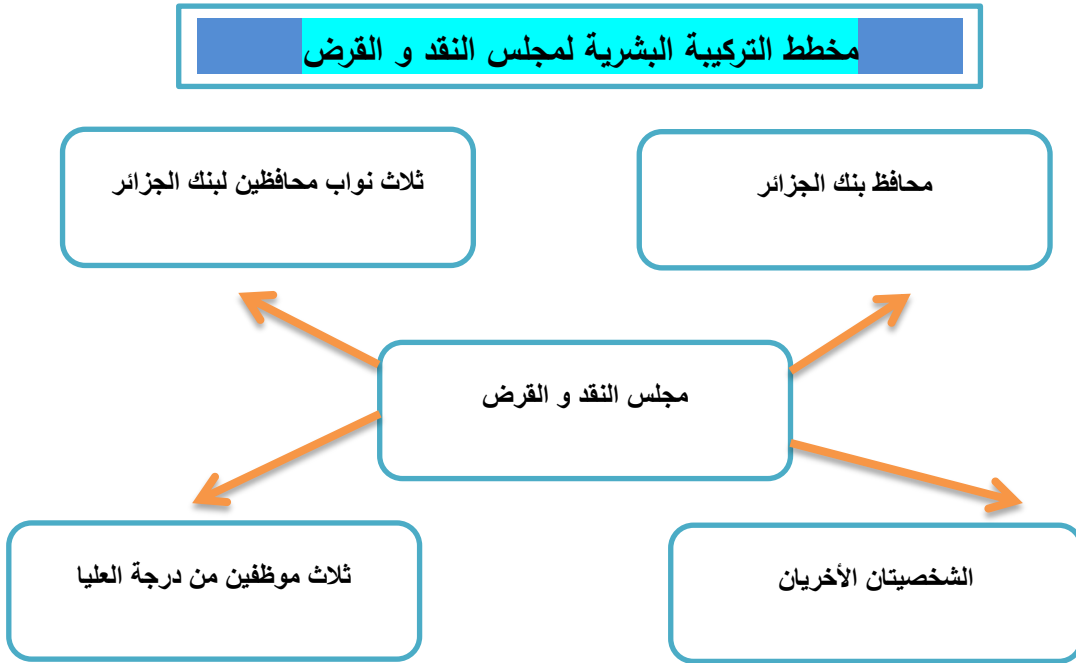 مخطط التركيبة البشرية لمجلس النقد و القرض
محافظ بنك الجزائر
ثلاث نواب محافظين لبنك الجزائر
مجلس النقد و القرض
الشخصيتان الأخريان
ثلاث موظفين من درجة العليا